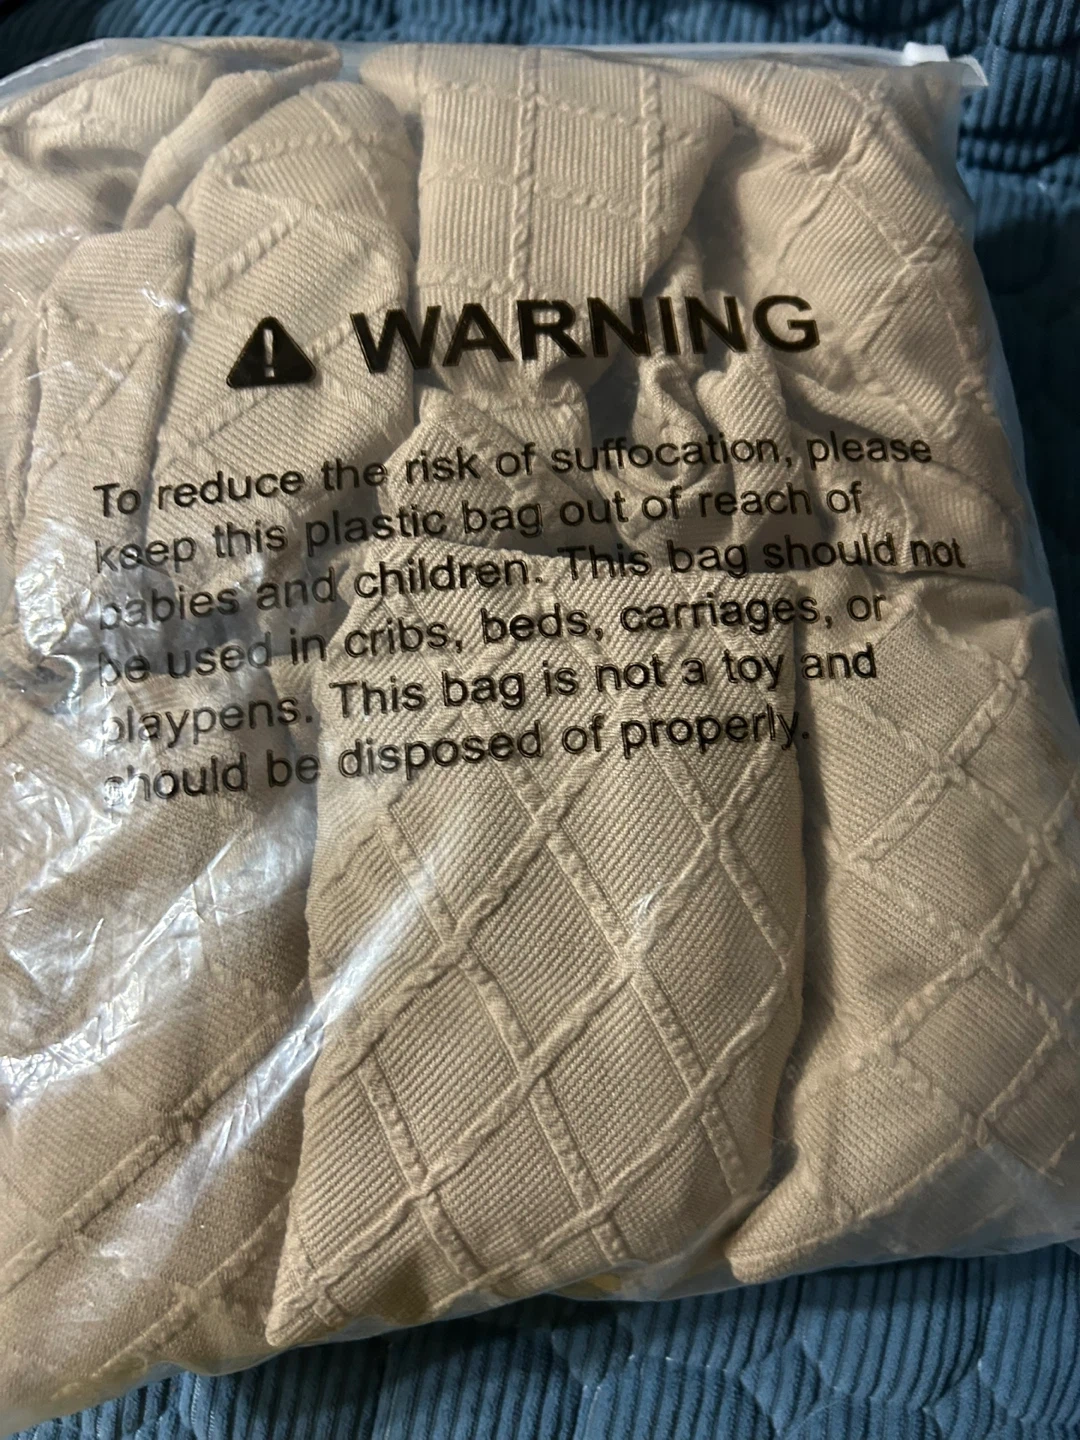 WARNING
To reduce the risk of suffocation, please
keep this plastic bag out of reach of
babies and children. This bag should not
be used in cribs, beds, carriages, or
playpens. This bag is not a toy and
should be disposed of properly.